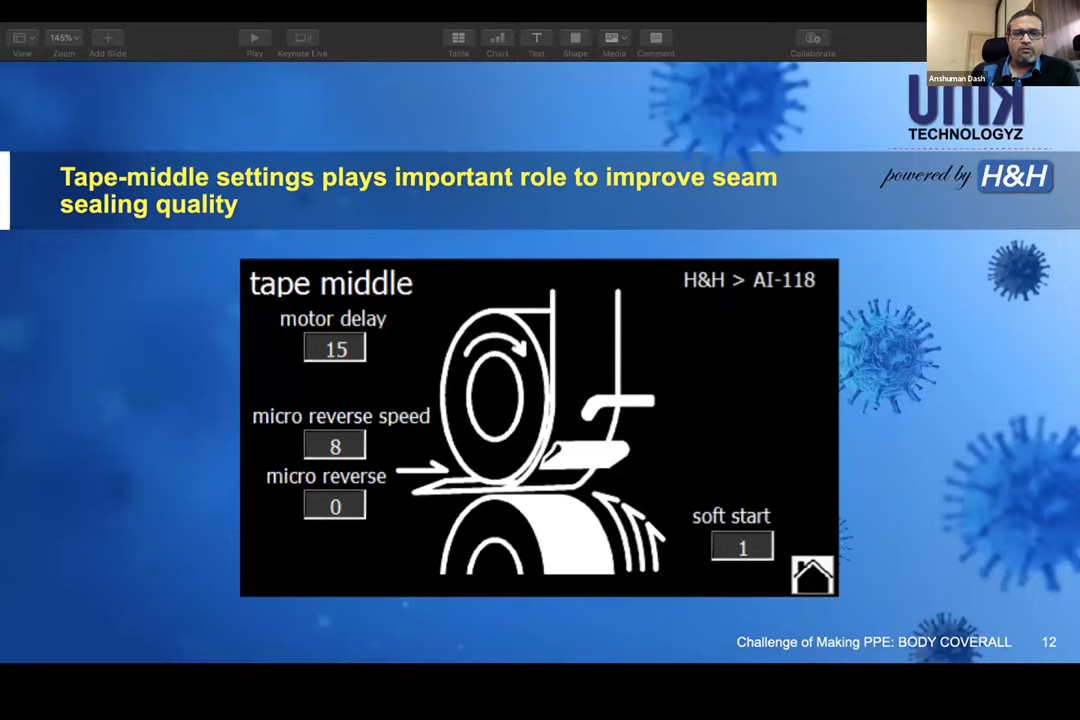 145%
View
Zoom
Add Slide
Play
Keynote Live
Table
Chart
Text
Shape
Media
Comment
Collaborate
Anshuman Dash
UNIK
TECHNOLOGYZ
powered by H&H
Tape-middle settings plays important role to improve seam
sealing quality
tape middle
H&H > AI-118
motor delay
15
micro reverse speed
8
micro reverse
0
soft start
1
Challenge of Making PPE: BODY COVERALL 12